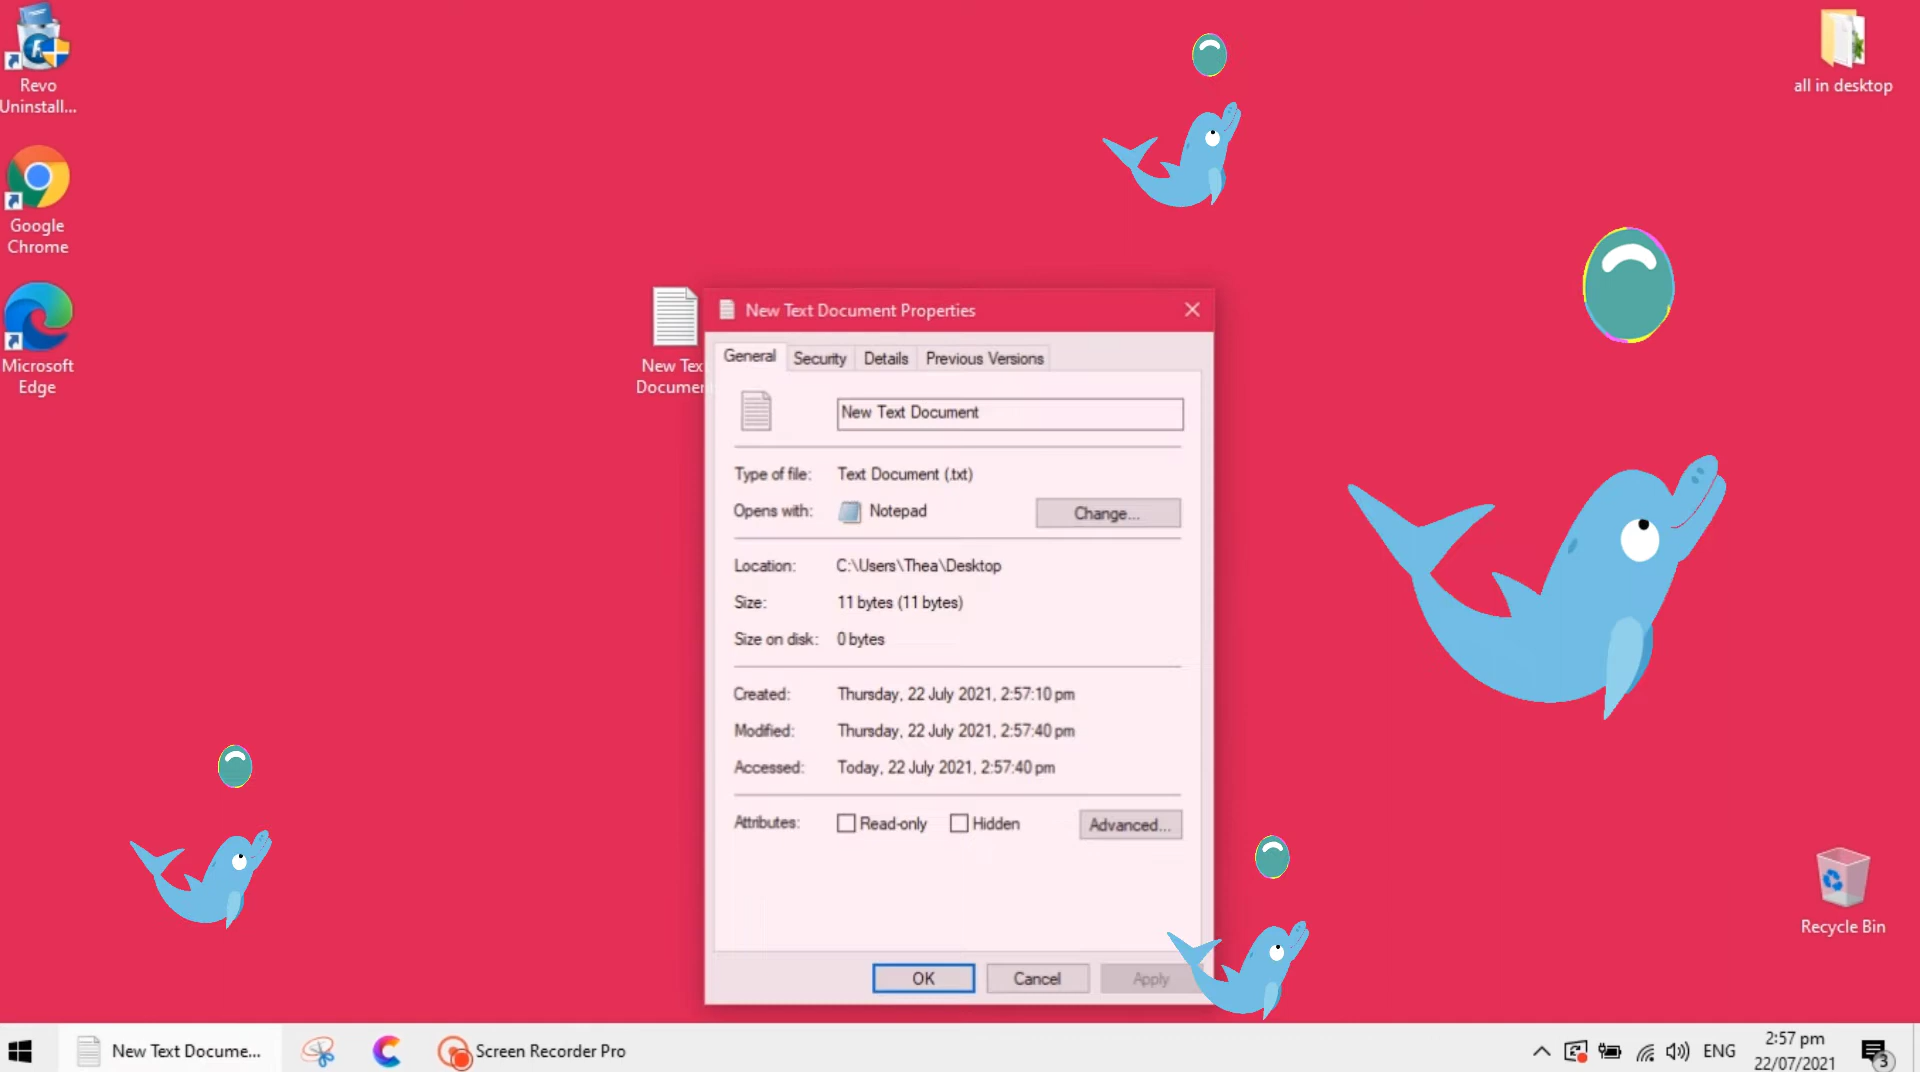 Revo
Uninstall...
Google
Chrome
Microsoft
Edge
all in desktop
New Tex
Documen
New Text Document Properties
General Security Details Previous Versions
New Text Document
Type of file: Text Document (.txt)
Opens with: Notepad Change...
Location: C:\Users\Thea\Desktop
Size: 11 bytes (11 bytes)
Size on disk: 0 bytes
Created: Thursday, 22 July 2021, 2:57:10 pm
Modified: Thursday, 22 July 2021, 2:57:40 pm
Accessed: Today, 22 July 2021, 2:57:40 pm
Attributes: Read-only Hidden Advanced...
OK Cancel Apply
Recycle Bin
New Text Docume... Screen Recorder Pro ENG 2:57 pm
22/07/2021 3